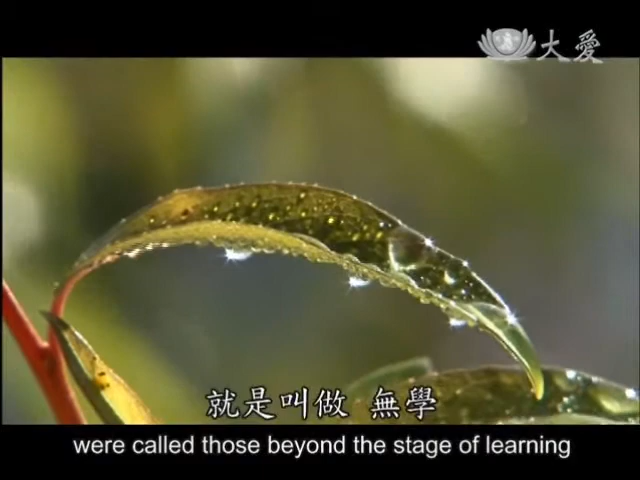 大愛
就是叫做 無學
were called those beyond the stage of learning